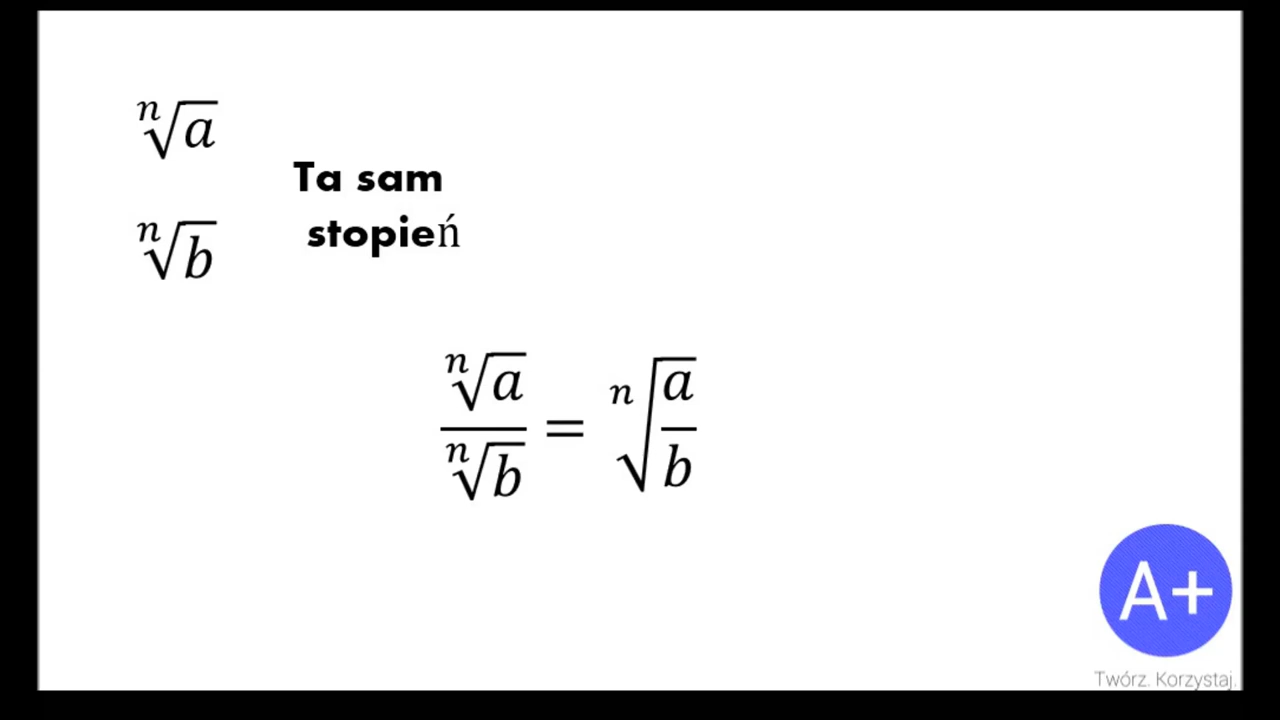 ⁿ√a
Ta sam
ⁿ√b
stopień
ⁿ√a / ⁿ√b = ⁿ√(a/b)
A+
Twórz. Korzystaj.